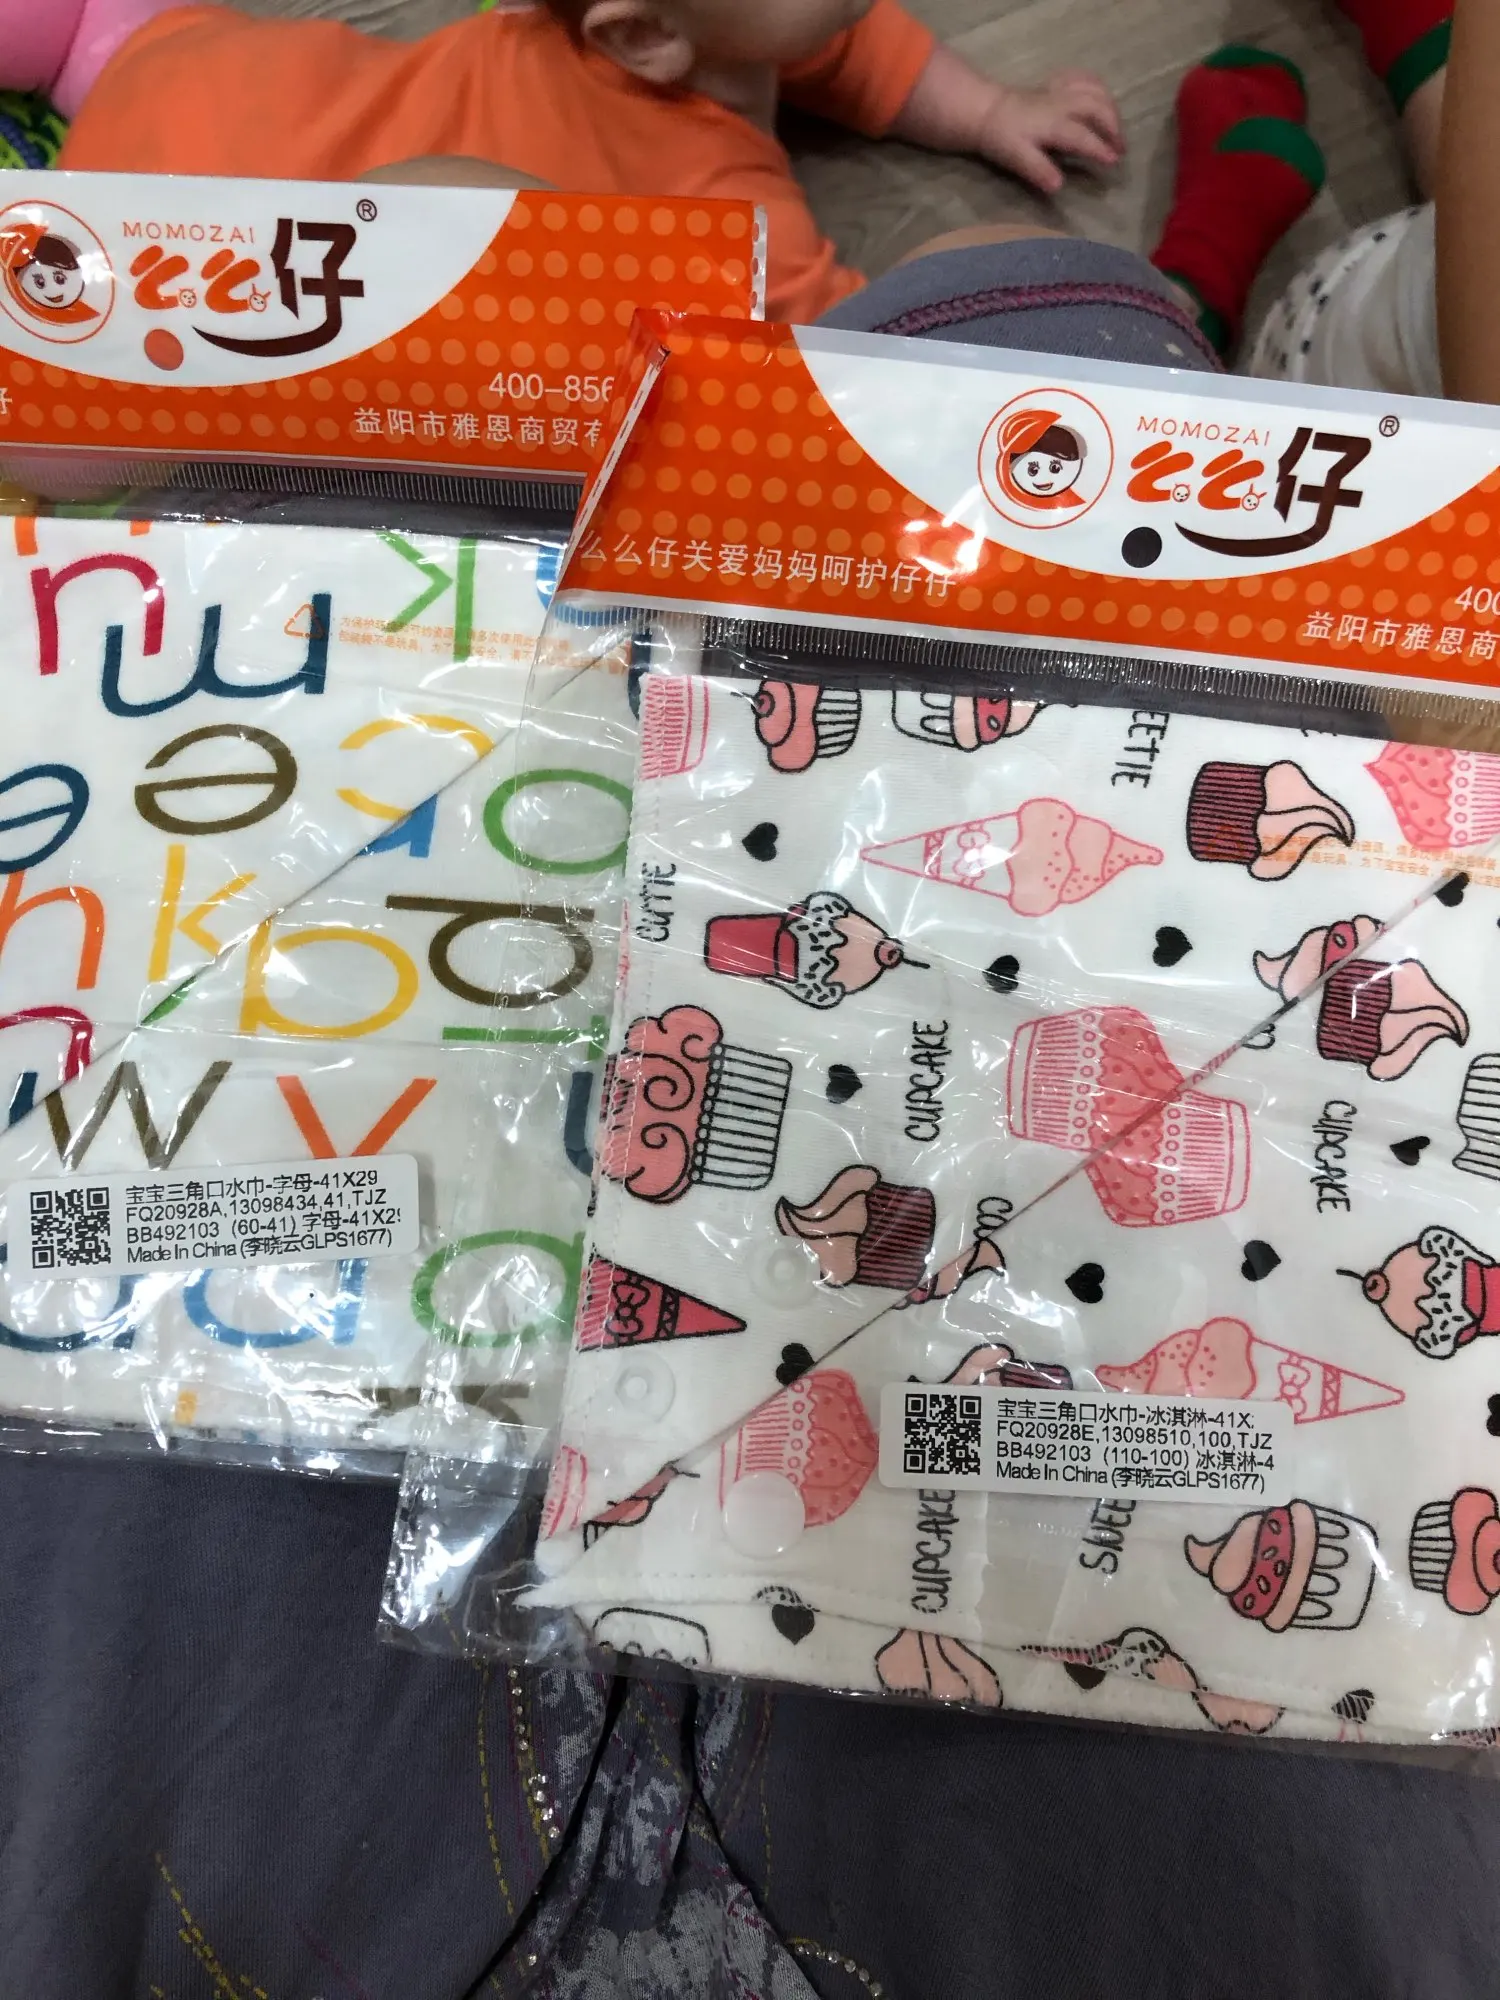 MOMOZAI
么么仔®
仔
400-856
益阳市雅恩商贸有
MOMOZAI
么么仔®
么么仔关爱妈妈呵护仔仔
400
益阳市雅恩商
宝宝三角口水巾-字母-41X29
FQ20928A,13098434,41,TJZ
BB492103 (60-41) 字母-41X29
Made In China (李晓云GLPS1677)
SWEETIE
CUTIE
CUPCAKE
CUPCAKE
宝宝三角口水巾-冰淇淋-41X
FQ20928E,13098510,100,TJZ
BB492103 (110-100) 冰淇淋-4
Made In China (李晓云GLPS1677)
CUPCAKE
SWEE